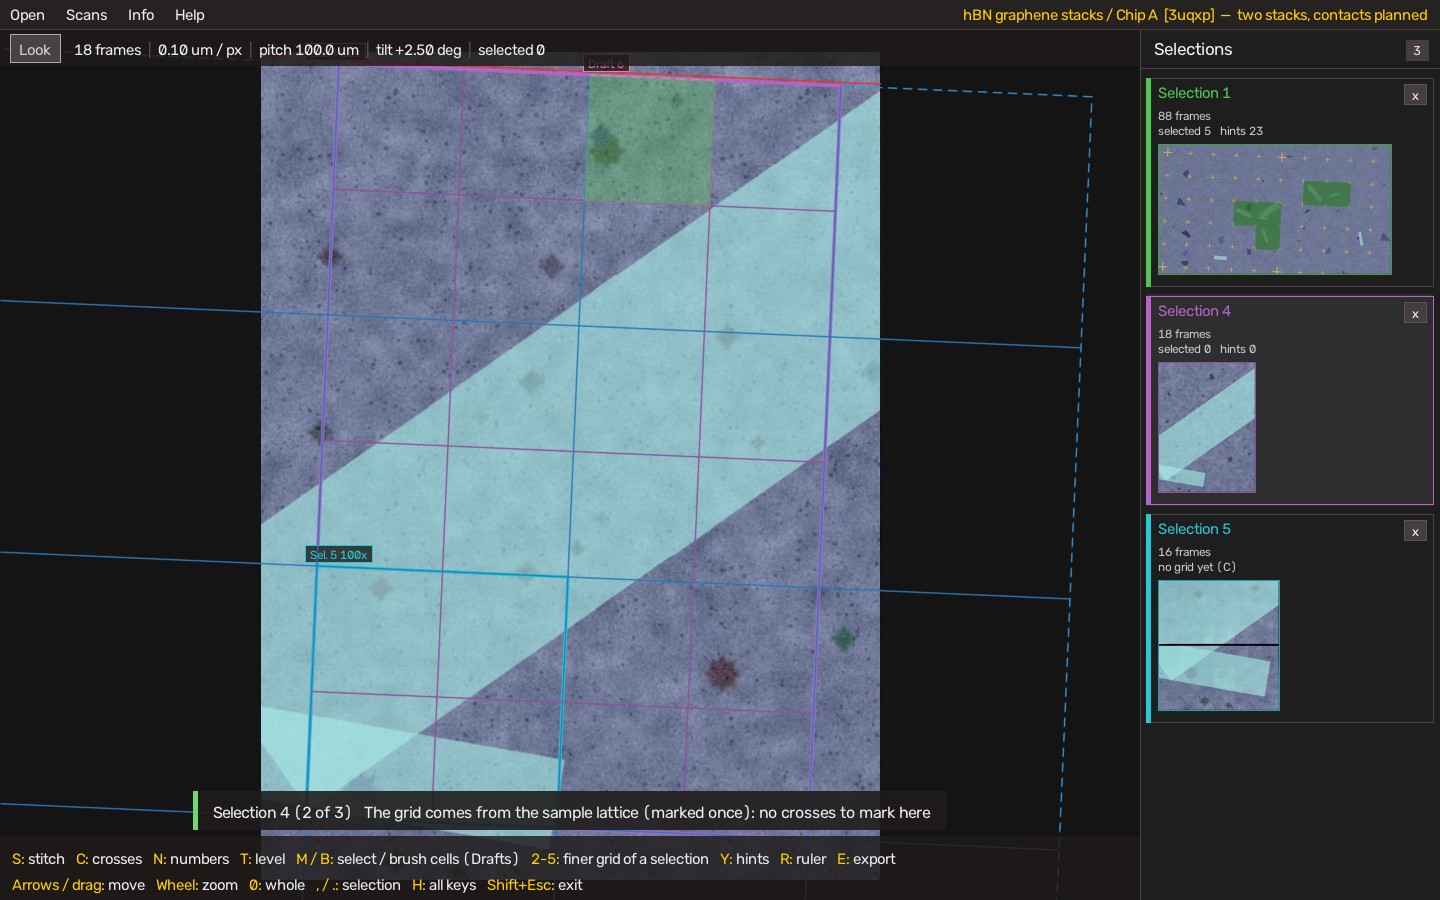 Open Scans Info Help
hBN graphene stacks / Chip A [3uqxp] — two stacks, contacts planned
Look 18 frames 0.10 um / px pitch 100.0 um tilt +2.50 deg selected 0
Selections 3
Draft 6
Selection 1 x
88 frames
selected 5 hints 23
Selection 4 x
18 frames
selected 0 hints 0
Selection 5 x
16 frames
no grid yet (C)
Sel. 5 100x
Selection 4 (2 of 3) The grid comes from the sample lattice (marked once): no crosses to mark here
S: stitch C: crosses N: numbers T: level M / B: select / brush cells (Drafts) 2-5: finer grid of a selection Y: hints R: ruler E: export
Arrows / drag: move Wheel: zoom 0: whole , / .: selection H: all keys Shift+Esc: exit